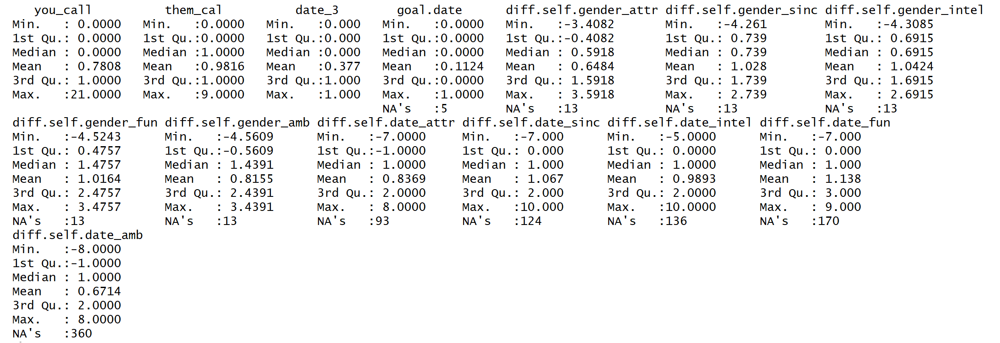 you_call          them_cal          date_3        goal.date      diff.self.gender_attr diff.self.gender_sinc diff.self.gender_intel
Min.   : 0.0000   Min.   :0.0000   Min.   :0.000   Min.   :0.0000   Min.   :-3.4082       Min.   :-4.261        Min.   :-4.3085
1st Qu.: 0.0000   1st Qu.:0.0000   1st Qu.:0.000   1st Qu.:0.0000   1st Qu.:-0.4082       1st Qu.: 0.739        1st Qu.: 0.6915
Median : 0.0000   Median :1.0000   Median :0.000   Median :0.0000   Median : 0.5918       Median : 0.739        Median : 0.6915
Mean   : 0.7808   Mean   :0.9816   Mean   :0.377   Mean   :0.1124   Mean   : 0.6484       Mean   : 1.028        Mean   : 1.0424
3rd Qu.: 1.0000   3rd Qu.:1.0000   3rd Qu.:1.000   3rd Qu.:0.0000   3rd Qu.: 1.5918       3rd Qu.: 1.739        3rd Qu.: 1.6915
Max.   :21.0000   Max.   :9.0000   Max.   :1.000   Max.   :1.0000   Max.   : 3.5918       Max.   : 2.739        Max.   : 2.6915
NA's   :5   NA's   :13   NA's   :13   NA's   :13
diff.self.gender_fun diff.self.gender_amb diff.self.date_attr diff.self.date_sinc diff.self.date_intel diff.self.date_fun
Min.   :-4.5243      Min.   :-4.5609      Min.   :-7.0000     Min.   :-7.000      Min.   :-5.0000      Min.   :-7.000
1st Qu.: 0.4757      1st Qu.:-0.5609      1st Qu.:-1.0000     1st Qu.: 0.000      1st Qu.: 0.0000      1st Qu.: 0.000
Median : 1.4757      Median : 1.4391      Median : 1.0000     Median : 1.000      Median : 1.0000      Median : 1.000
Mean   : 1.0164      Mean   : 0.8155      Mean   : 0.8369     Mean   : 1.067      Mean   : 0.9893      Mean   : 1.138
3rd Qu.: 2.4757      3rd Qu.: 2.4391      3rd Qu.: 2.0000     3rd Qu.: 2.000      3rd Qu.: 2.0000      3rd Qu.: 3.000
Max.   : 3.4757      Max.   : 3.4391      Max.   : 8.0000     Max.   :10.000      Max.   :10.0000      Max.   : 9.000
NA's   :13           NA's   :13           NA's   :93          NA's   :124         NA's   :136          NA's   :170
diff.self.date_amb
Min.   :-8.0000
1st Qu.:-1.0000
Median : 1.0000
Mean   : 0.6714
3rd Qu.: 2.0000
Max.   : 8.0000
NA's   :360